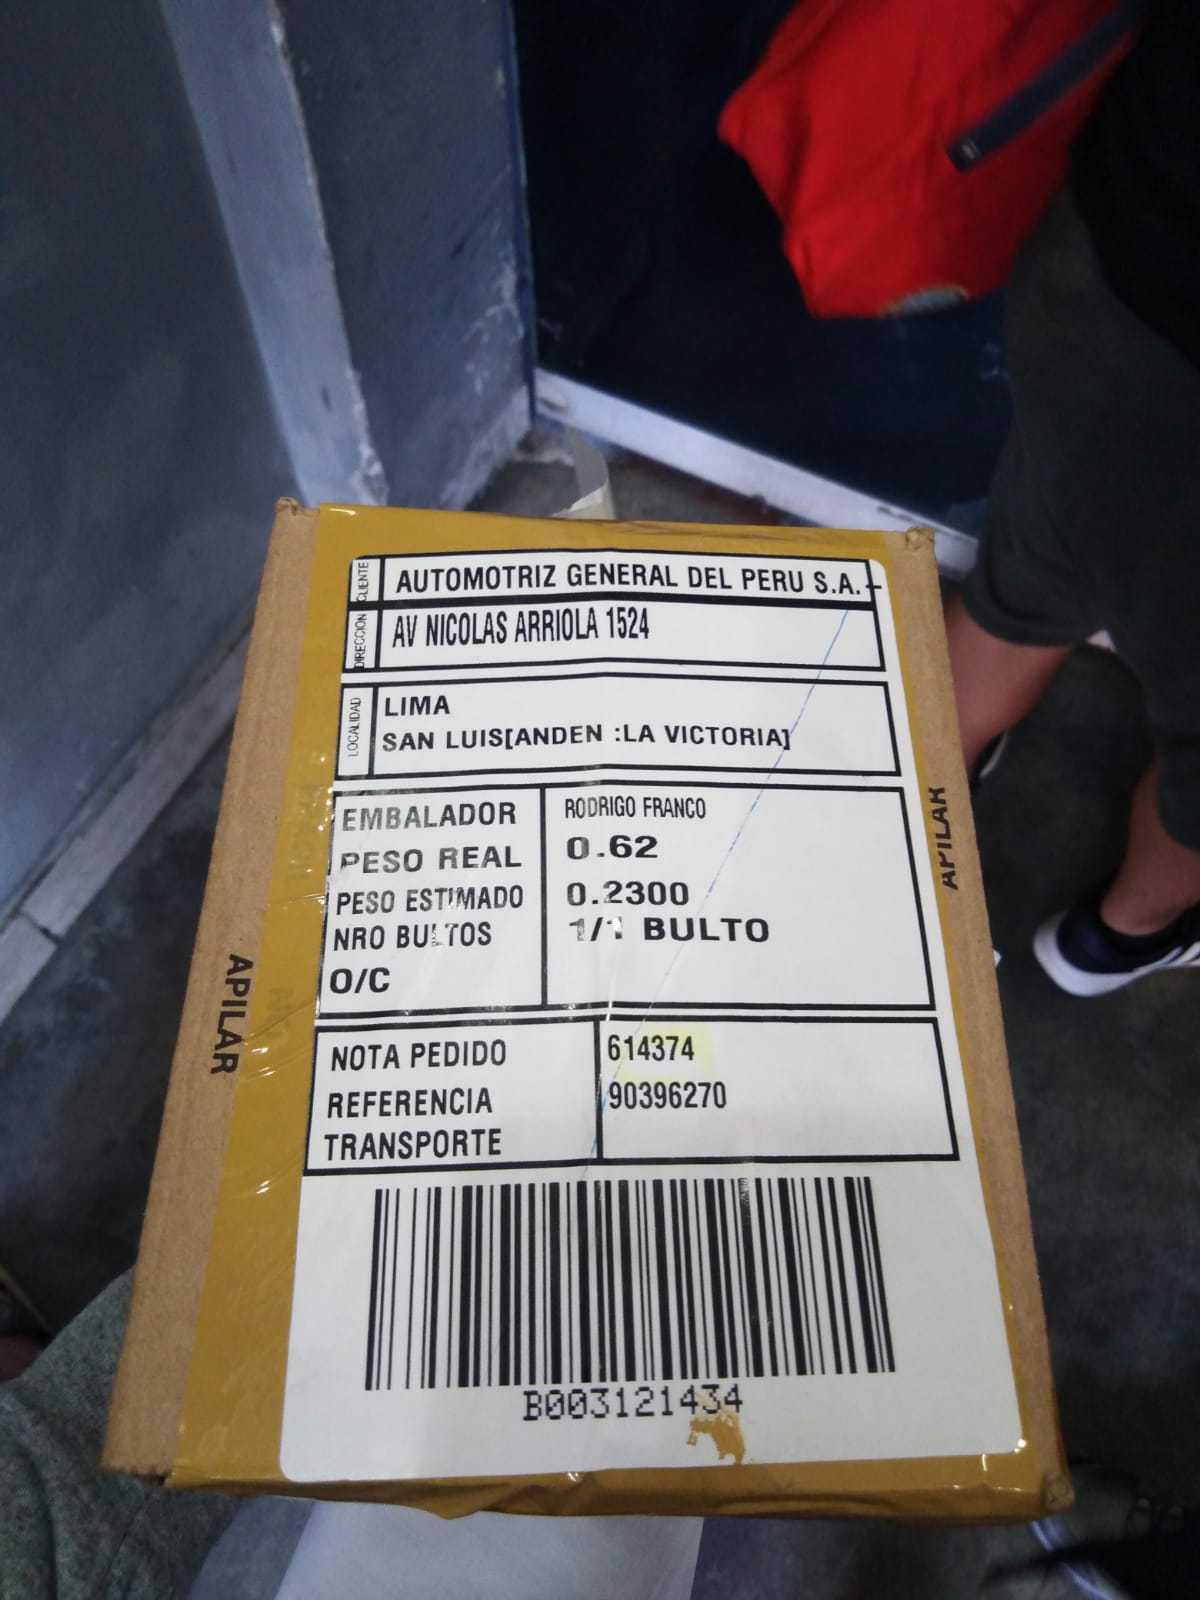 CLIENTE AUTOMOTRIZ GENERAL DEL PERU S.A. -
DIRECCION AV NICOLAS ARRIOLA 1524
LOCALIDAD LIMA
SAN LUIS[ANDEN :LA VICTORIA]
EMBALADOR RODRIGO FRANCO
PESO REAL 0.62
PESO ESTIMADO 0.2300
NRO BULTOS 1/1 BULTO
O/C
NOTA PEDIDO 614374
REFERENCIA 90396270
TRANSPORTE
B003121434
APILAR
APILAR